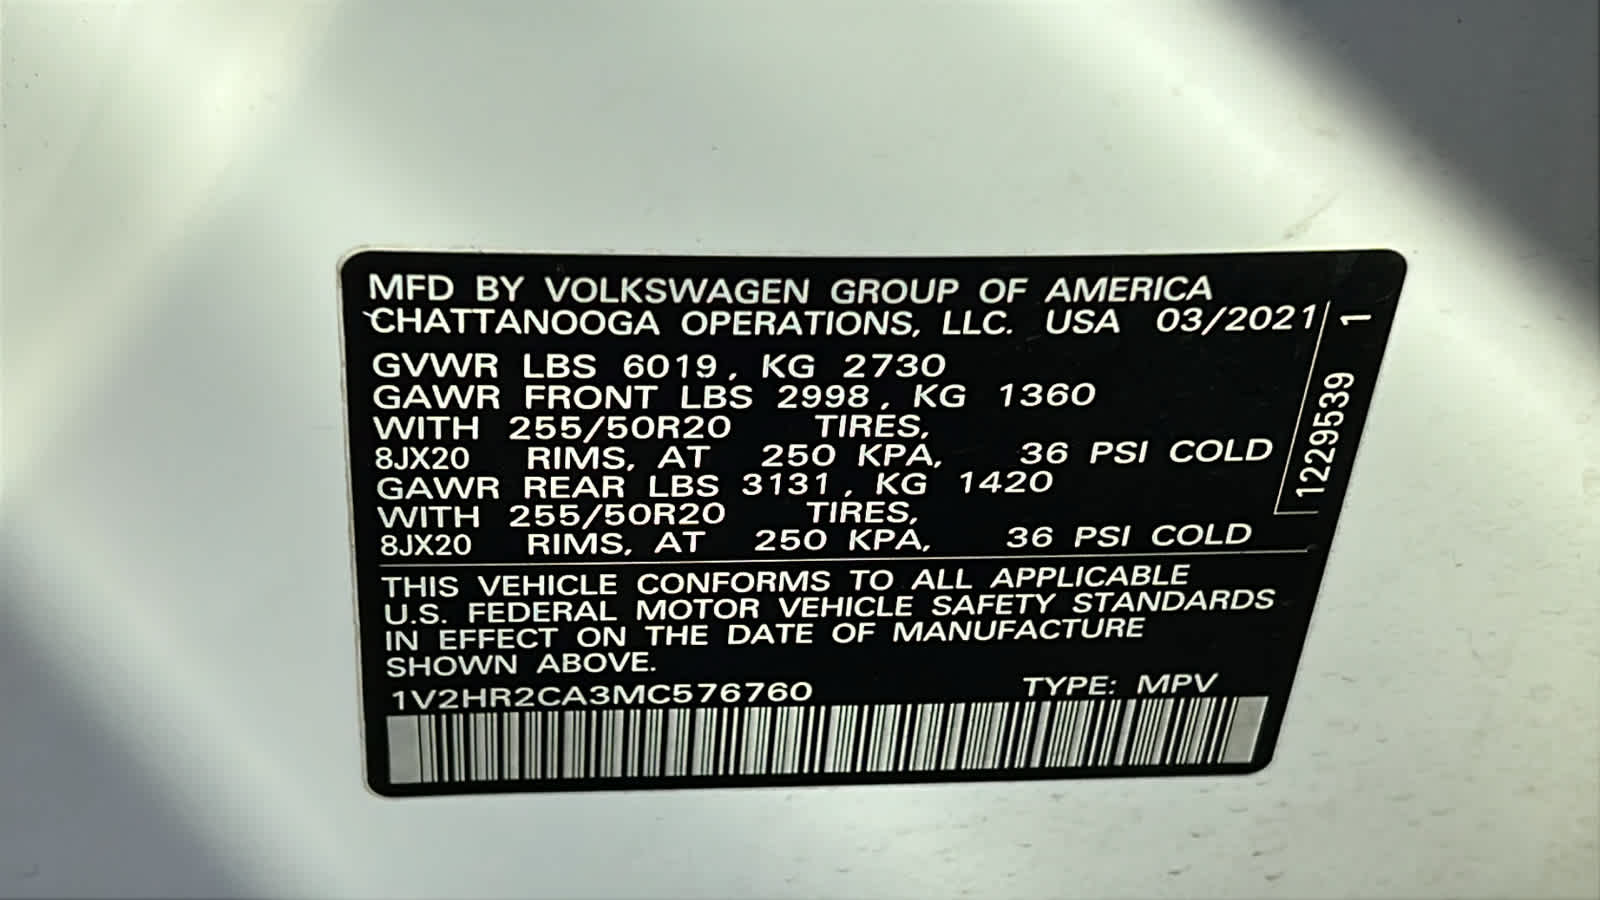 MFD BY VOLKSWAGEN GROUP OF AMERICA
CHATTANOOGA OPERATIONS, LLC. USA 03/2021
GVWR LBS 6019, KG 2730
GAWR FRONT LBS 2998, KG 1360
WITH 255/50R20 TIRES,
8JX20 RIMS, AT 250 KPA, 36 PSI COLD
GAWR REAR LBS 3131, KG 1420
WITH 255/50R20 TIRES,
8JX20 RIMS, AT 250 KPA, 36 PSI COLD
1229539 1
THIS VEHICLE CONFORMS TO ALL APPLICABLE
U.S. FEDERAL MOTOR VEHICLE SAFETY STANDARDS
IN EFFECT ON THE DATE OF MANUFACTURE
SHOWN ABOVE.
1V2HR2CA3MC576760 TYPE: MPV